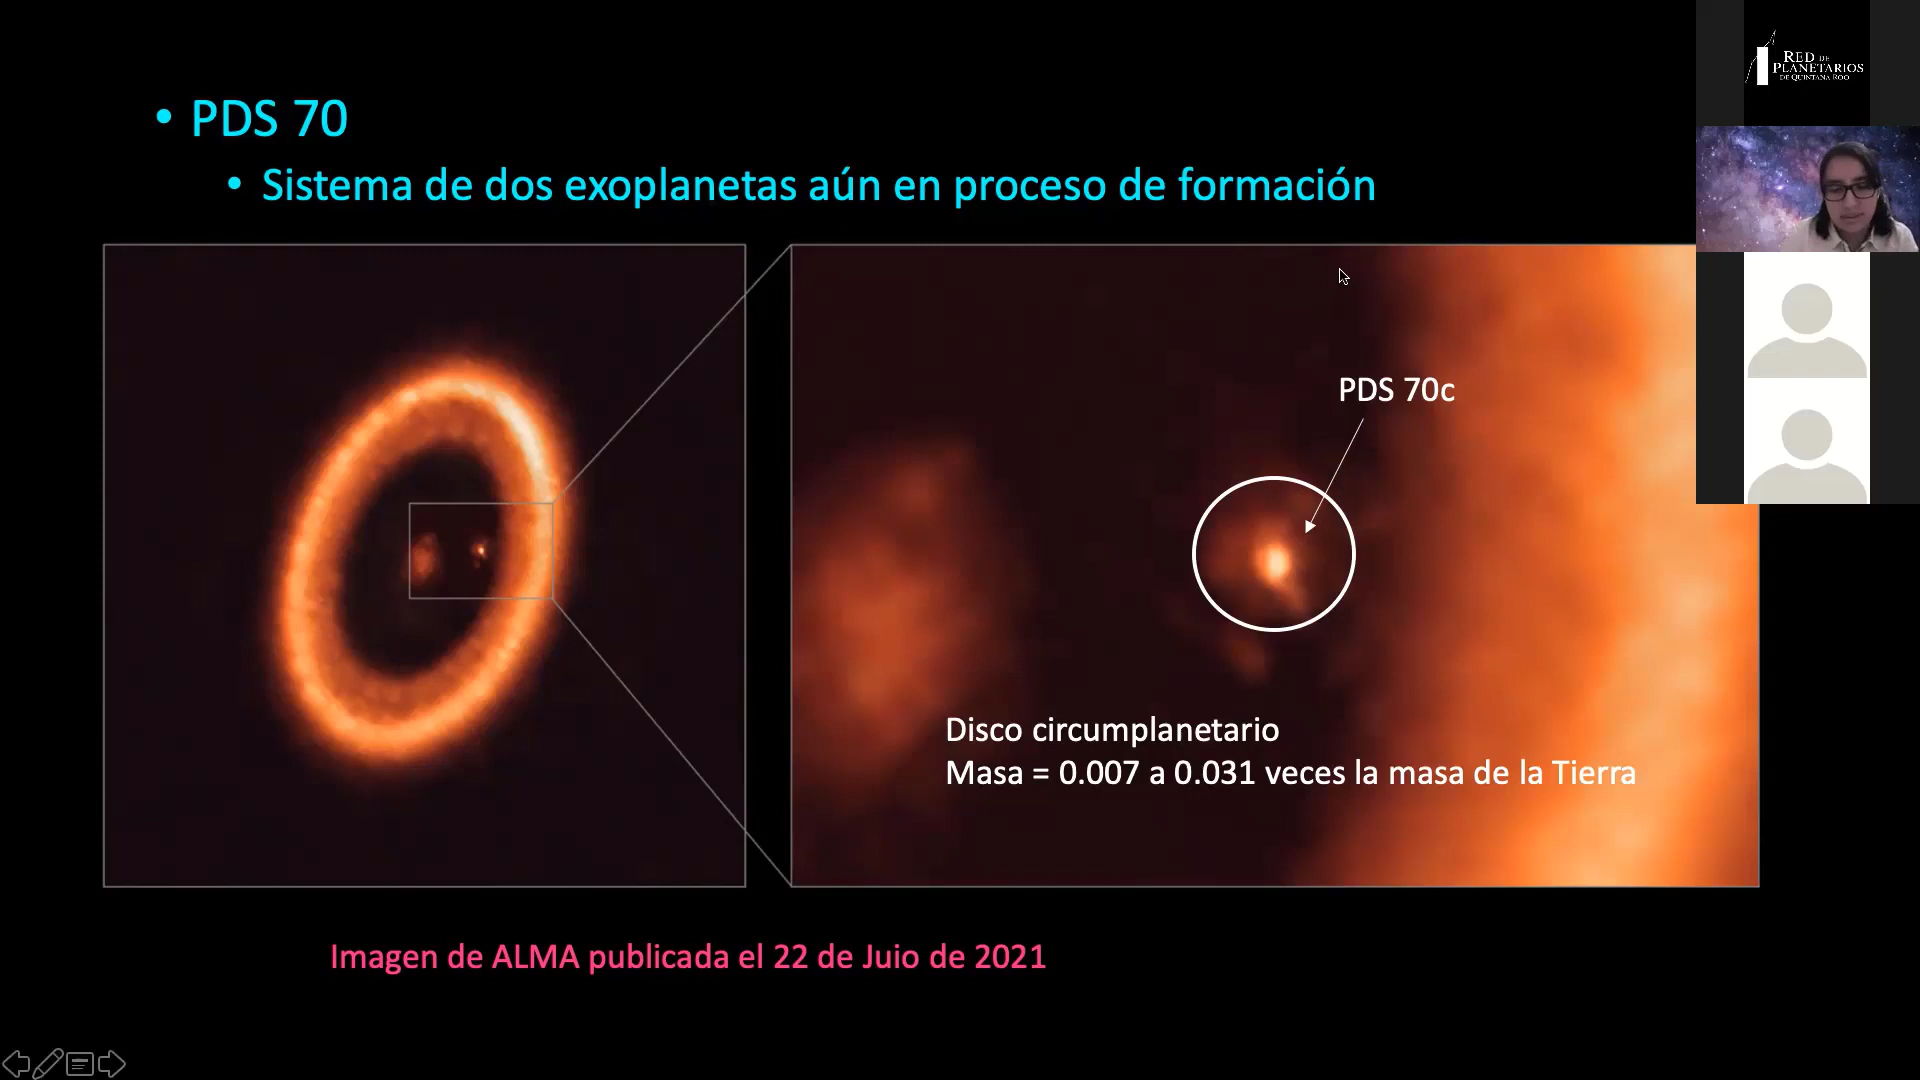 • PDS 70
• Sistema de dos exoplanetas aún en proceso de formación
PDS 70c
Disco circumplanetario
Masa = 0.007 a 0.031 veces la masa de la Tierra
Imagen de ALMA publicada el 22 de Juio de 2021
RED DE
PLANETARIOS
DE QUINTANA ROO